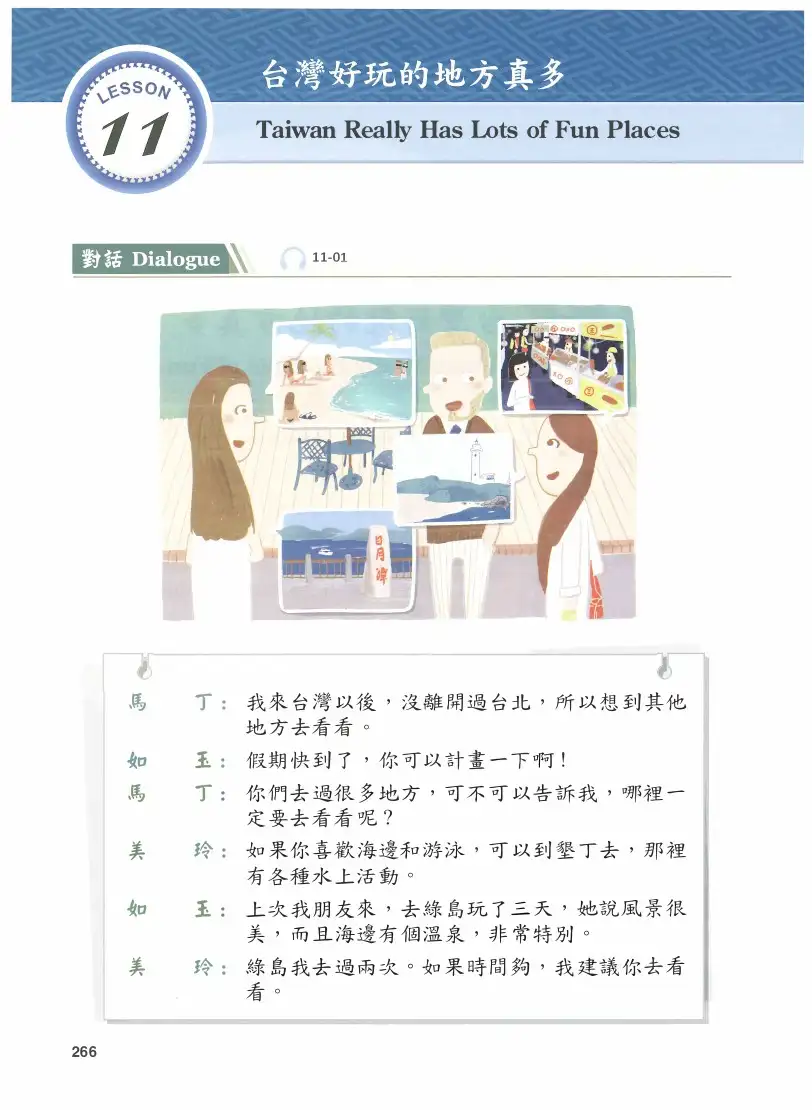 LESSON
11
台灣好玩的地方真多
Taiwan Really Has Lots of Fun Places
對話 Dialogue
11-01
日月潭
馬丁：我來台灣以後，沒離開過台北，所以想到其他
地方去看看。
如玉：假期快到了，你可以計畫一下啊！
馬丁：你們去過很多地方，可不可以告訴我，哪裡一
定要去看看呢？
美玲：如果你喜歡海邊和游泳，可以到墾丁去，那裡
有各種水上活動。
如玉：上次我朋友來，去綠島玩了三天，她說風景很
美，而且海邊有個溫泉，非常特別。
美玲：綠島我去過兩次。如果時間夠，我建議你去看
看。
266